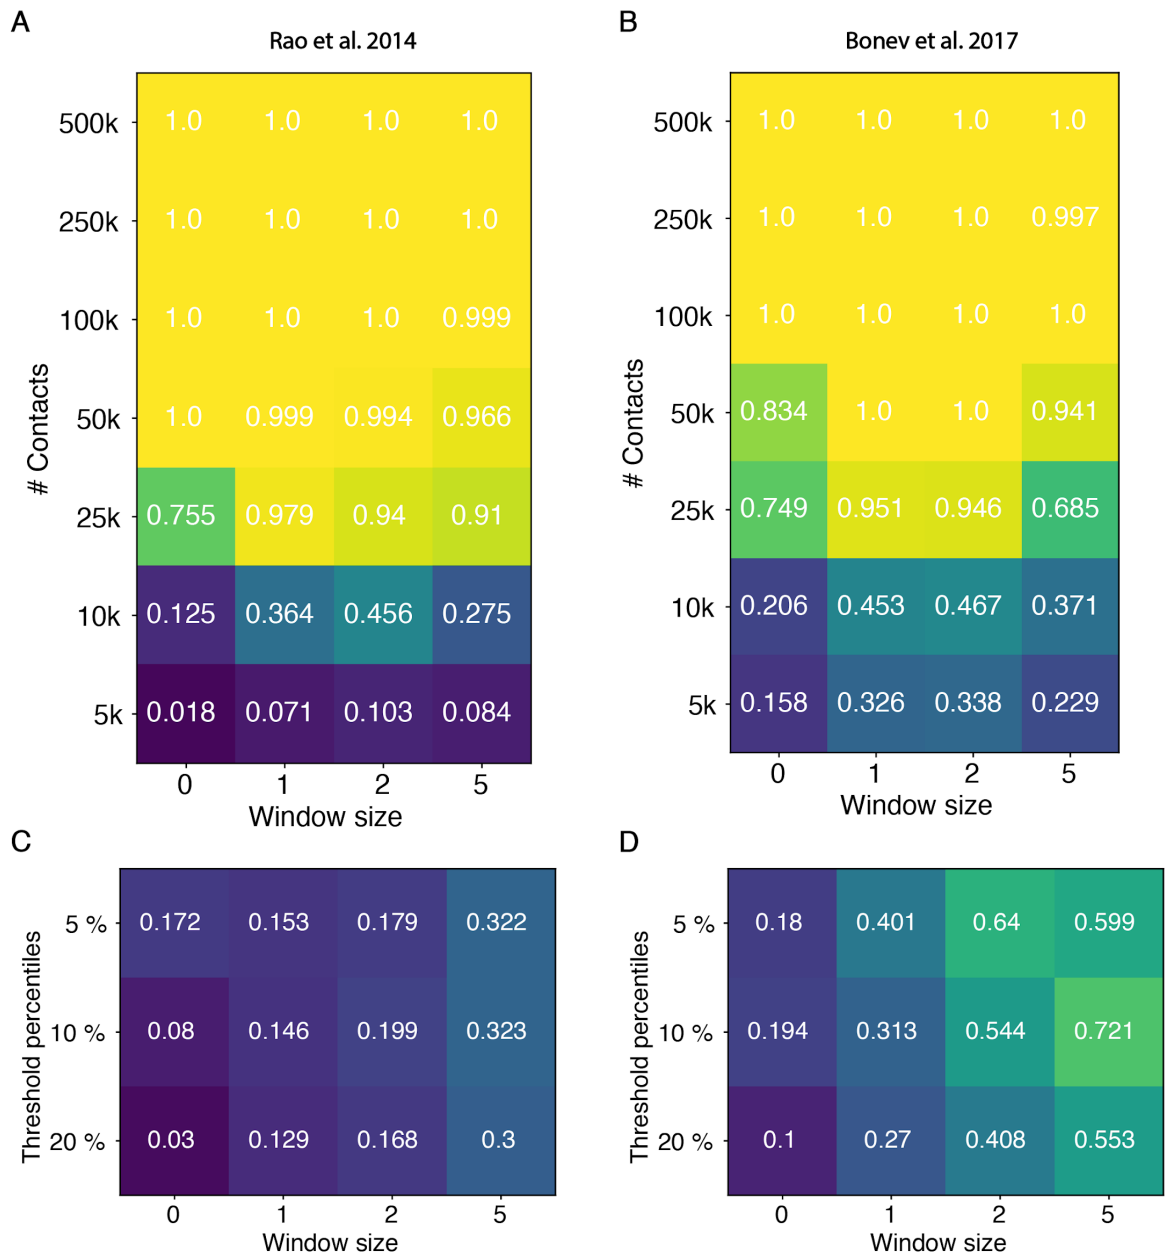 A
Rao et al. 2014
500k 1.0 1.0 1.0 1.0
250k 1.0 1.0 1.0 1.0
100k 1.0 1.0 1.0 0.999
50k 1.0 0.999 0.994 0.966
25k 0.755 0.979 0.94 0.91
10k 0.125 0.364 0.456 0.275
5k 0.018 0.071 0.103 0.084
# Contacts
0 1 2 5
Window size
B
Bonev et al. 2017
500k 1.0 1.0 1.0 1.0
250k 1.0 1.0 1.0 0.997
100k 1.0 1.0 1.0 1.0
50k 0.834 1.0 1.0 0.941
25k 0.749 0.951 0.946 0.685
10k 0.206 0.453 0.467 0.371
5k 0.158 0.326 0.338 0.229
# Contacts
0 1 2 5
Window size
C
5 % 0.172 0.153 0.179 0.322
10 % 0.08 0.146 0.199 0.323
20 % 0.03 0.129 0.168 0.3
Threshold percentiles
0 1 2 5
Window size
D
5 % 0.18 0.401 0.64 0.599
10 % 0.194 0.313 0.544 0.721
20 % 0.1 0.27 0.408 0.553
Threshold percentiles
0 1 2 5
Window size